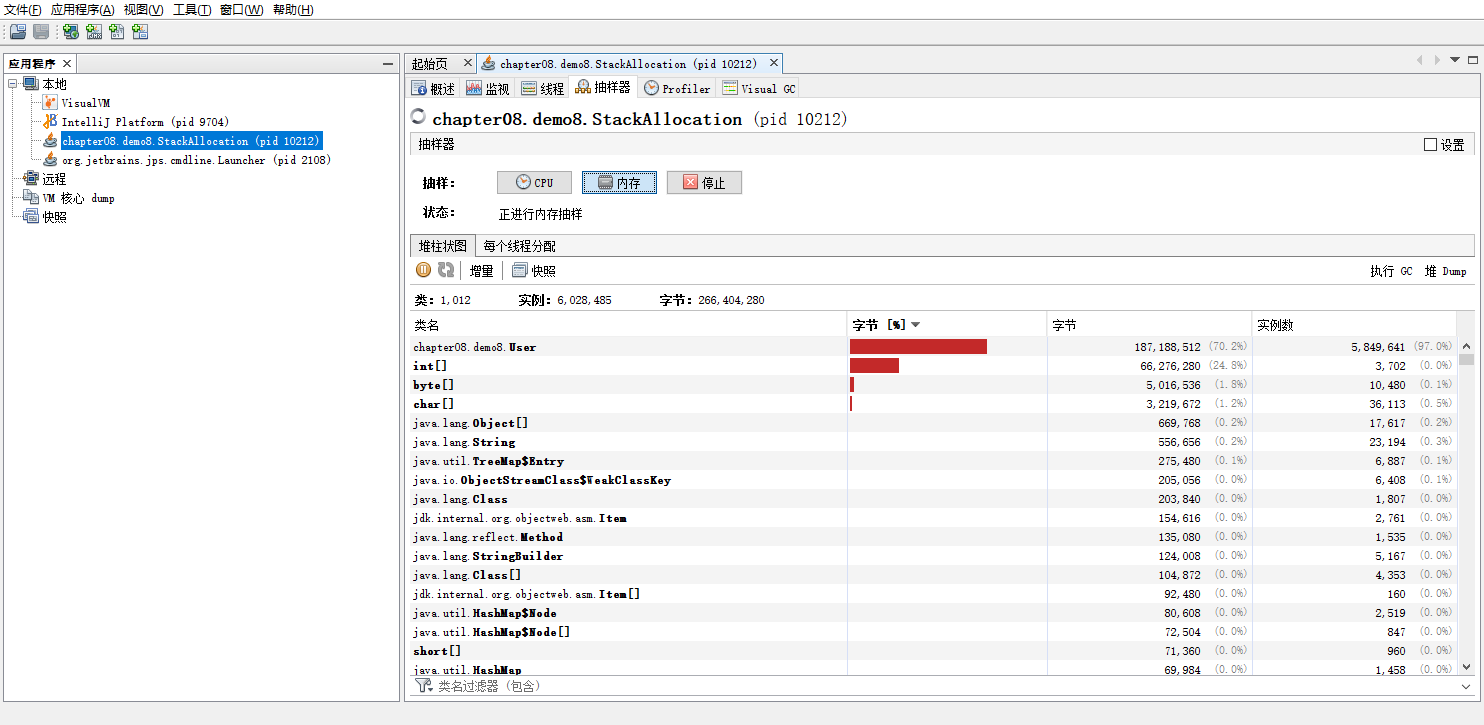 文件(F) 应用程序(A) 视图(V) 工具(T) 窗口(W) 帮助(H)
应用程序 ×
本地
VisualVM
IntelliJ Platform (pid 9704)
chapter08.demo8.StackAllocation (pid 10212)
org.jetbrains.jps.cmdline.Launcher (pid 2108)
远程
VM 核心 dump
快照
起始页 × chapter08.demo8.StackAllocation (pid 10212) ×
概述 监视 线程 抽样器 Profiler Visual GC
chapter08.demo8.StackAllocation (pid 10212)
抽样器 设置
抽样: CPU 内存 停止
状态: 正进行内存抽样
堆柱状图 每个线程分配
增量 快照 执行 GC 堆 Dump
类: 1,012 实例: 6,028,485 字节: 266,404,280
类名 字节 [%] 字节 实例数
chapter08.demo8.User 187,188,512 (70.2%) 5,849,641 (97.0%)
int[] 66,276,280 (24.8%) 3,702 (0.0%)
byte[] 5,016,536 (1.8%) 10,480 (0.1%)
char[] 3,219,672 (1.2%) 36,113 (0.5%)
java.lang.Object[] 669,768 (0.2%) 17,617 (0.2%)
java.lang.String 556,656 (0.2%) 23,194 (0.3%)
java.util.TreeMap$Entry 275,480 (0.1%) 6,887 (0.1%)
java.io.ObjectStreamClass$WeakClassKey 205,056 (0.0%) 6,408 (0.1%)
java.lang.Class 203,840 (0.0%) 1,807 (0.0%)
jdk.internal.org.objectweb.asm.Item 154,616 (0.0%) 2,761 (0.0%)
java.lang.reflect.Method 135,080 (0.0%) 1,535 (0.0%)
java.lang.StringBuilder 124,008 (0.0%) 5,167 (0.0%)
java.lang.Class[] 104,872 (0.0%) 4,353 (0.0%)
jdk.internal.org.objectweb.asm.Item[] 92,480 (0.0%) 160 (0.0%)
java.util.HashMap$Node 80,608 (0.0%) 2,519 (0.0%)
java.util.HashMap$Node[] 72,504 (0.0%) 847 (0.0%)
short[] 71,360 (0.0%) 960 (0.0%)
java.util.HashMap 69,984 (0.0%) 1,458 (0.0%)
类名过滤器 (包含)